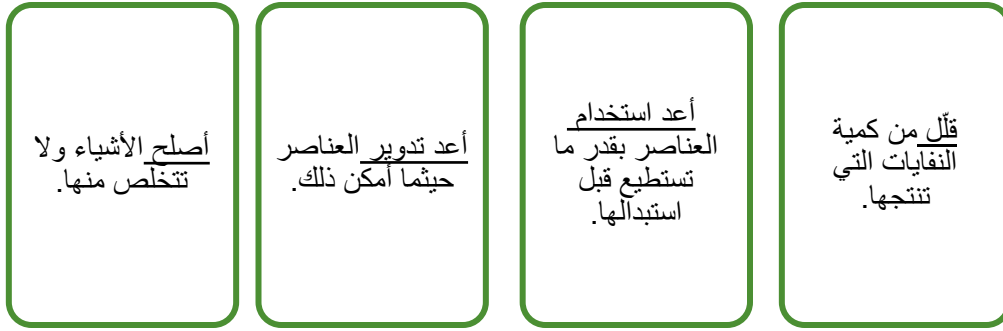 قلّل من كمية
النفايات التي
تنتجها.
أعد استخدام
العناصر بقدر ما
تستطيع قبل
استبدالها.
أعد تدوير العناصر
حيثما أمكن ذلك.
أصلح الأشياء ولا
تتخلص منها.